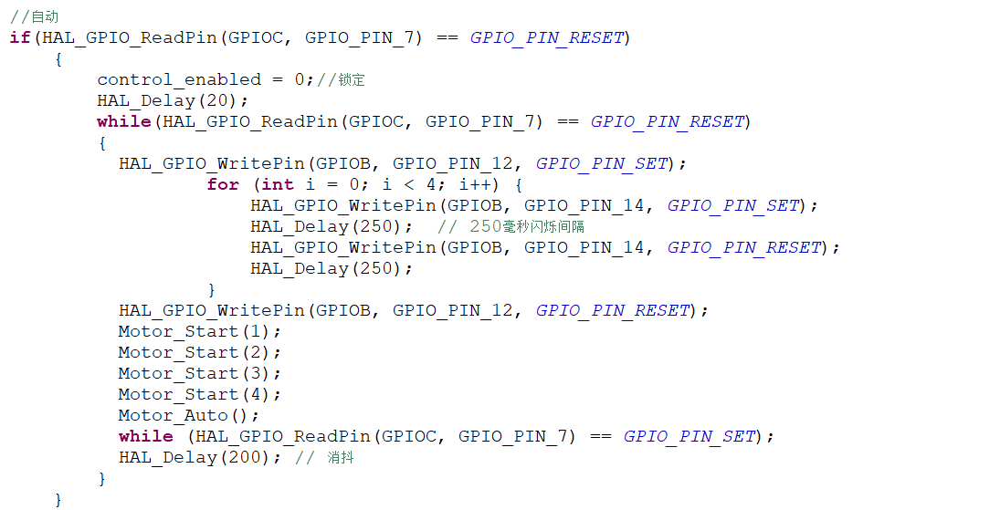 //自动
if(HAL_GPIO_ReadPin(GPIOC, GPIO_PIN_7) == GPIO_PIN_RESET)
{
control_enabled = 0;//锁定
HAL_Delay(20);
while(HAL_GPIO_ReadPin(GPIOC, GPIO_PIN_7) == GPIO_PIN_RESET)
{
HAL_GPIO_WritePin(GPIOB, GPIO_PIN_12, GPIO_PIN_SET);
for (int i = 0; i < 4; i++) {
HAL_GPIO_WritePin(GPIOB, GPIO_PIN_14, GPIO_PIN_SET);
HAL_Delay(250);  // 250毫秒闪烁间隔
HAL_GPIO_WritePin(GPIOB, GPIO_PIN_14, GPIO_PIN_RESET);
HAL_Delay(250);
}
HAL_GPIO_WritePin(GPIOB, GPIO_PIN_12, GPIO_PIN_RESET);
Motor_Start(1);
Motor_Start(2);
Motor_Start(3);
Motor_Start(4);
Motor_Auto();
while (HAL_GPIO_ReadPin(GPIOC, GPIO_PIN_7) == GPIO_PIN_SET);
HAL_Delay(200); // 消抖
}
}